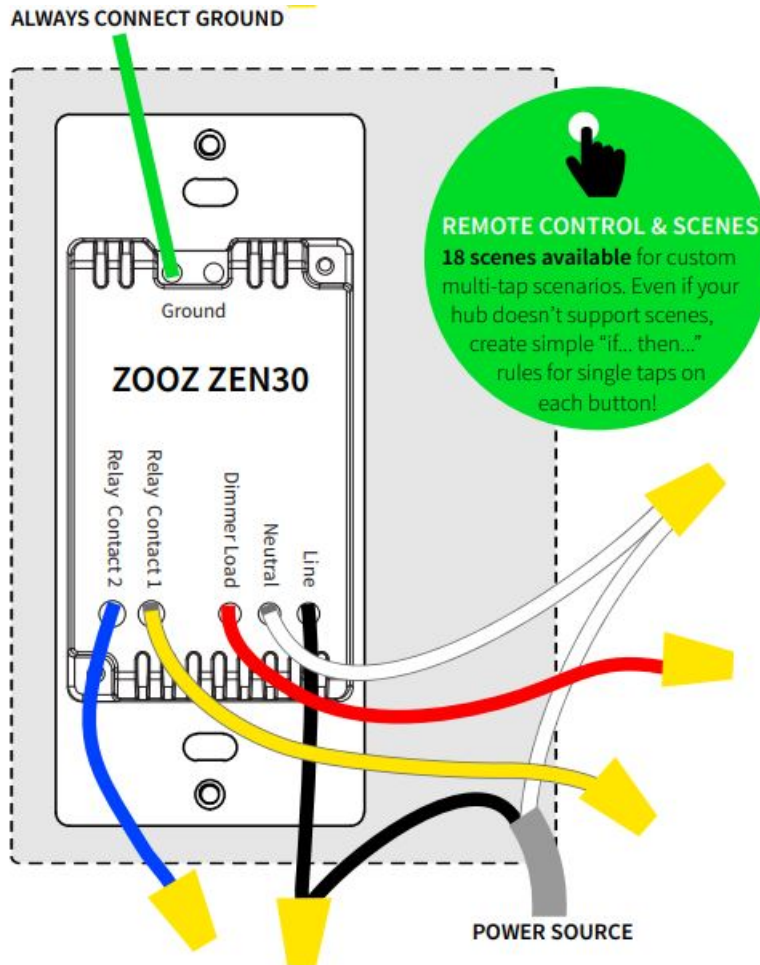 ALWAYS CONNECT GROUND
REMOTE CONTROL & SCENES
18 scenes available for custom
multi-tap scenarios. Even if your
hub doesn’t support scenes,
create simple “if... then...”
rules for single taps on
each button!
Ground
ZOOZ ZEN30
Relay Contact 2
Relay Contact 1
Dimmer Load
Neutral
Line
POWER SOURCE